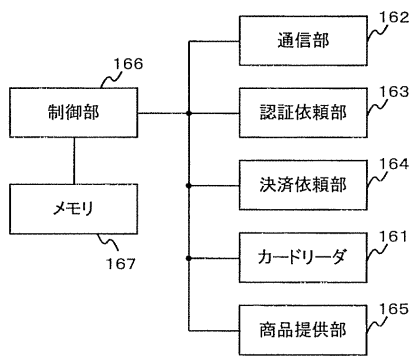 166
制御部
メモリ
167
162
通信部
163
認証依頼部
164
決済依頼部
161
カードリーダ
165
商品提供部